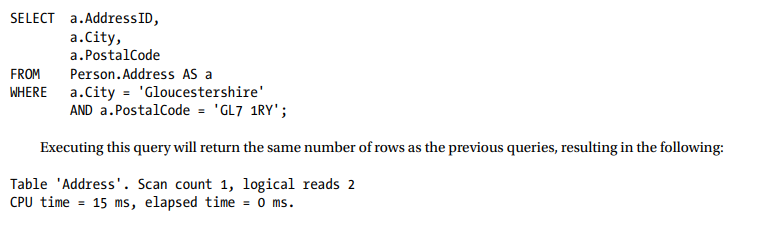 SELECT  a.AddressID,
        a.City,
        a.PostalCode
FROM    Person.Address AS a
WHERE   a.City = 'Gloucestershire'
        AND a.PostalCode = 'GL7 1RY';
Executing this query will return the same number of rows as the previous queries, resulting in the following:
Table 'Address'. Scan count 1, logical reads 2
CPU time = 15 ms, elapsed time = 0 ms.